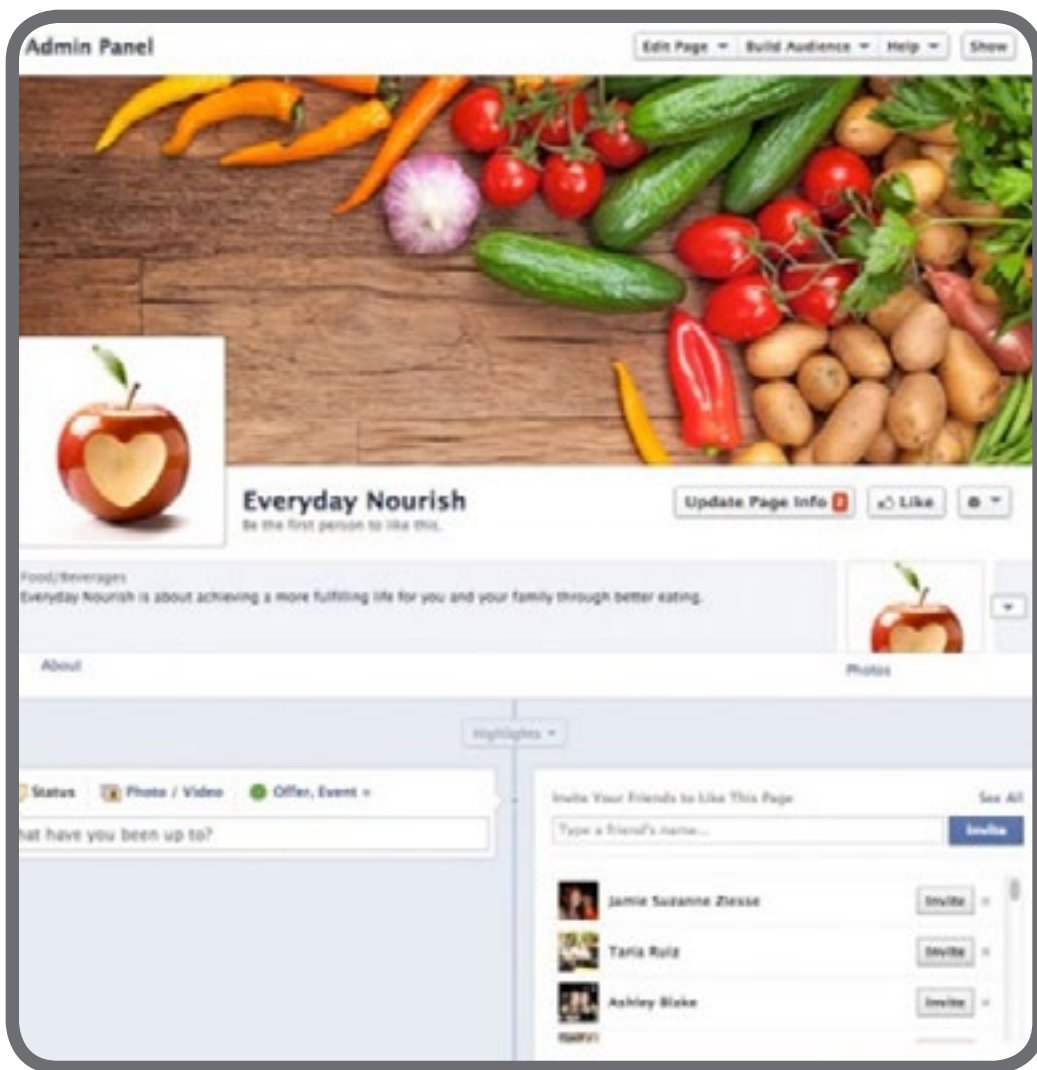 Admin Panel
Edit Page Build Audience Help Show
Everyday Nourish
Be the first person to like this.
Update Page Info 2 Like
Food/Beverages
Everyday Nourish is about achieving a more fulfilling life for you and your family through better eating.
About
Photos
Highlights
Status Photo / Video Offer, Event +
hat have you been up to?
Invite Your Friends to Like This Page See All
Type a friend's name... Invite
Jamie Suzanne Ziesse Invite
Taria Ruiz Invite
Ashley Blake Invite